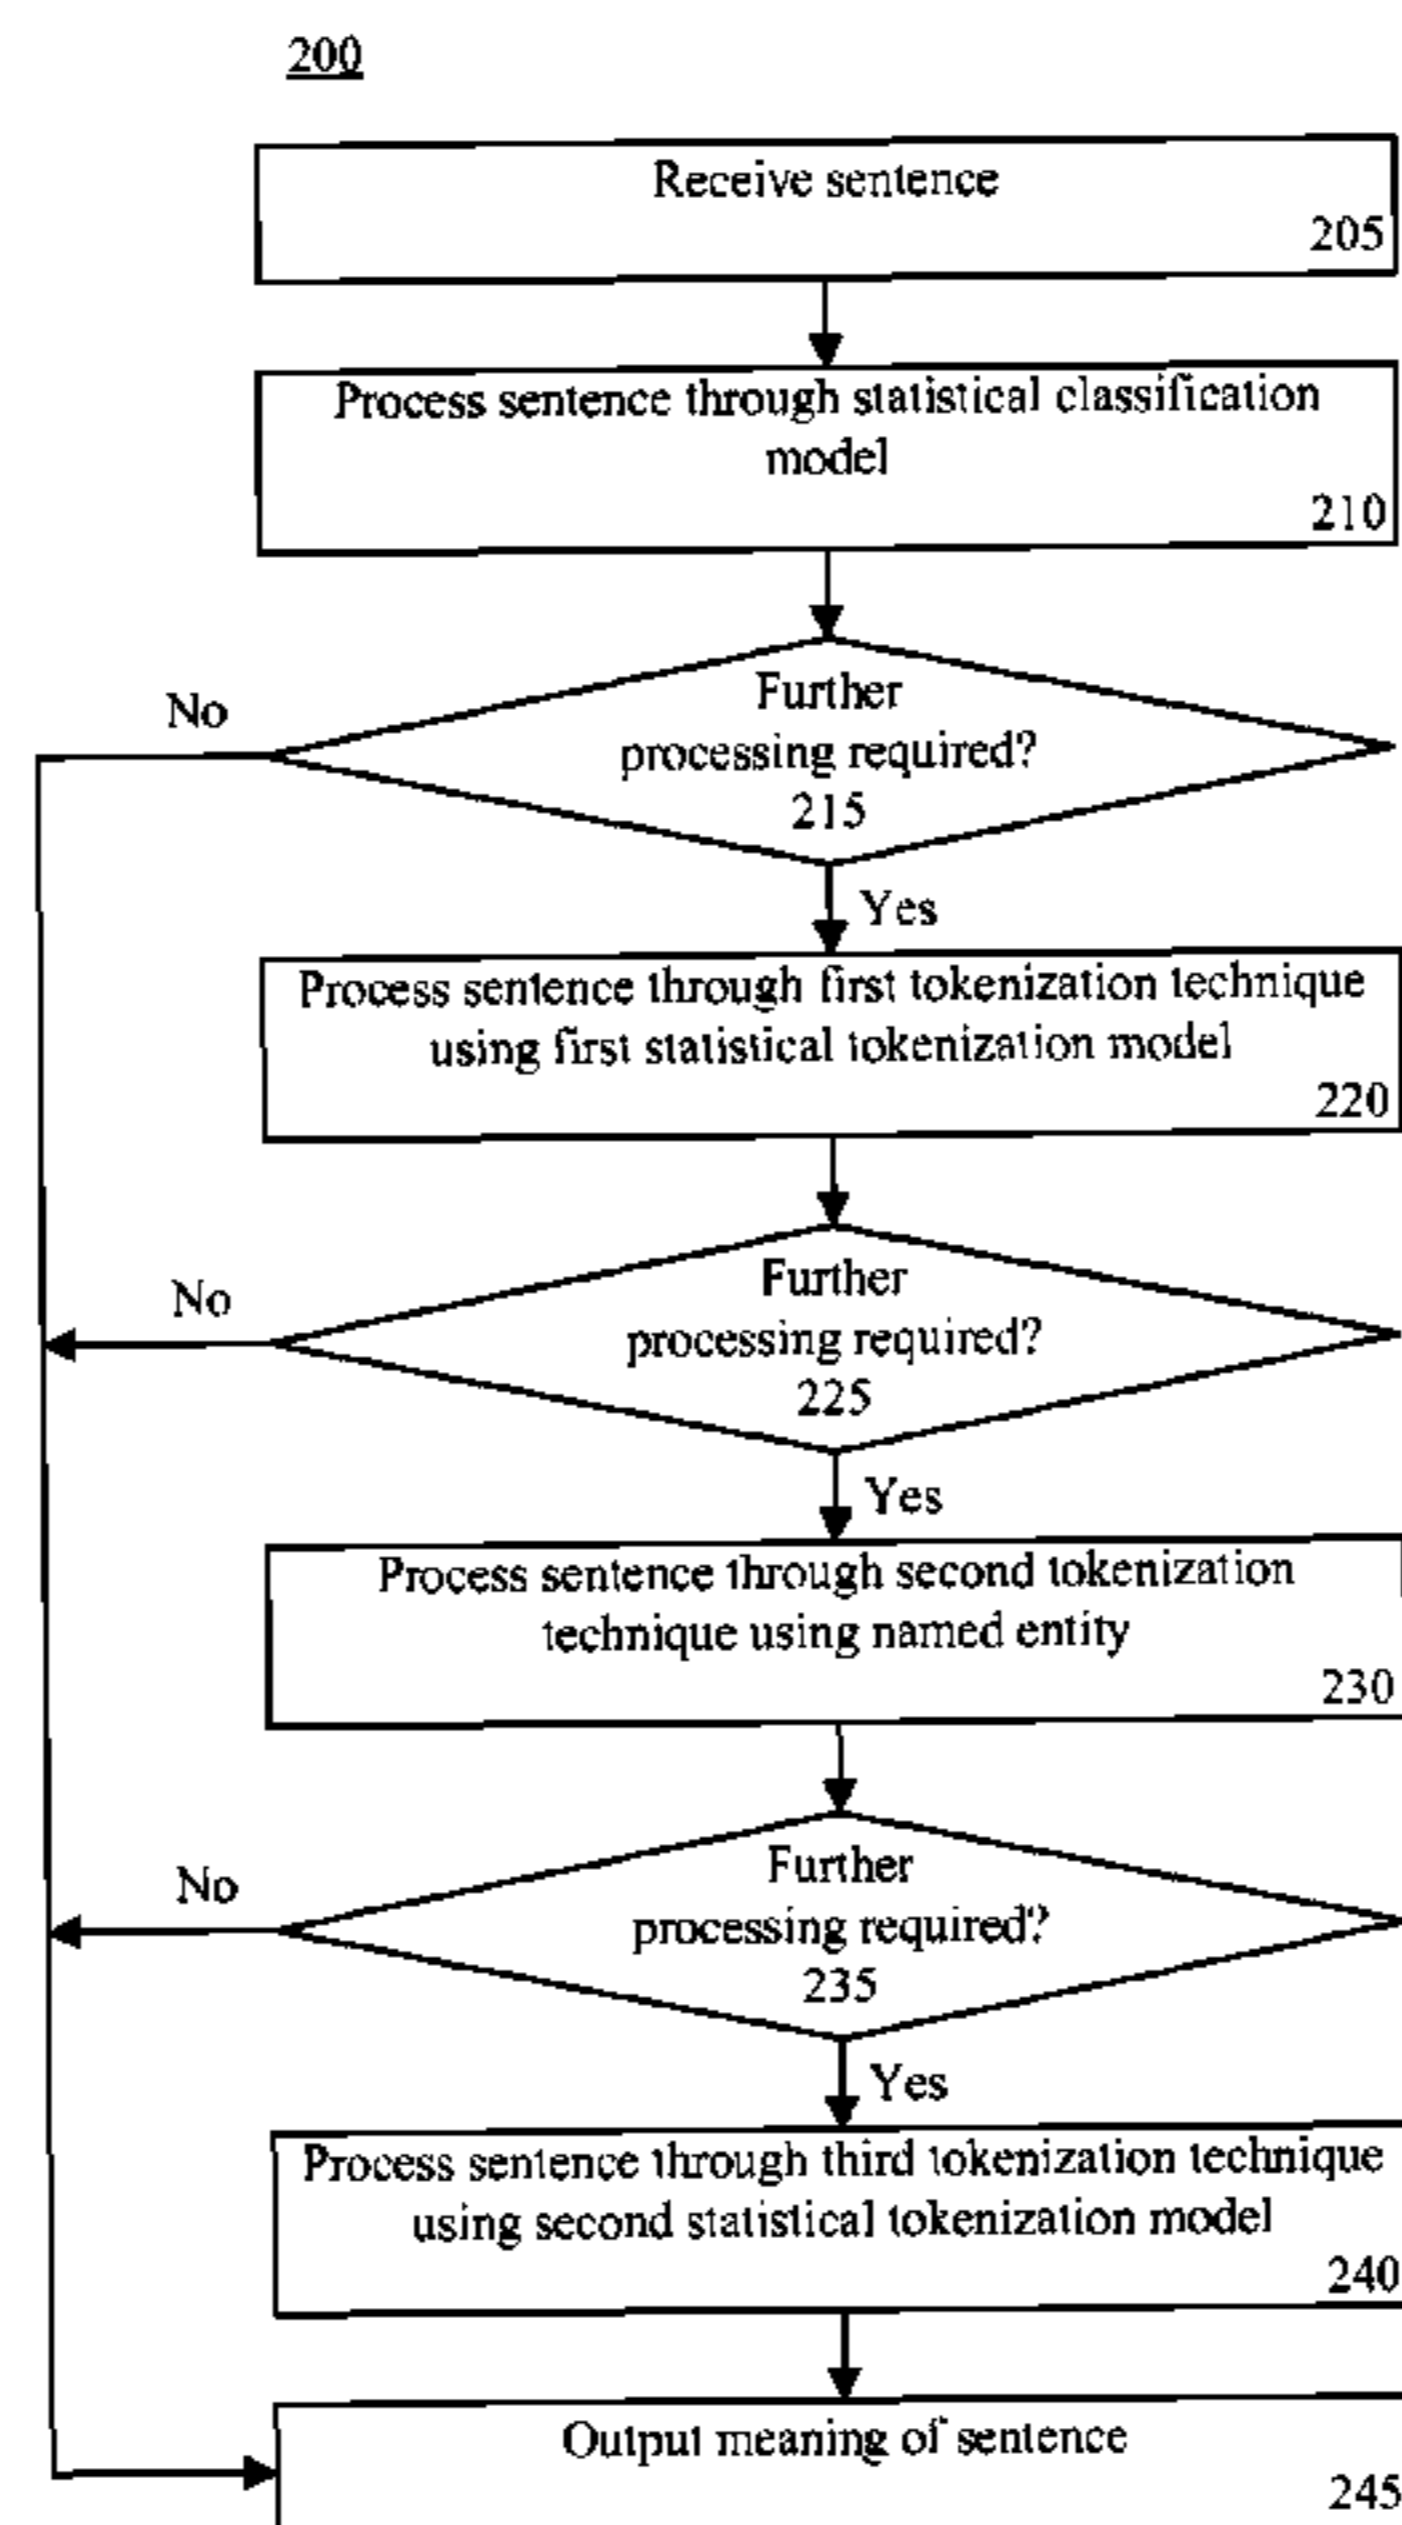 200
Receive sentence
205
Process sentence through statistical classification
model
210
Further
processing required?
215
No
Yes
Process sentence through first tokenization technique
using first statistical tokenization model
220
Further
processing required?
225
No
Yes
Process sentence through second tokenization
technique using named entity
230
Further
processing required?
235
No
Yes
Process sentence through third tokenization technique
using second statistical tokenization model
240
Output meaning of sentence
245